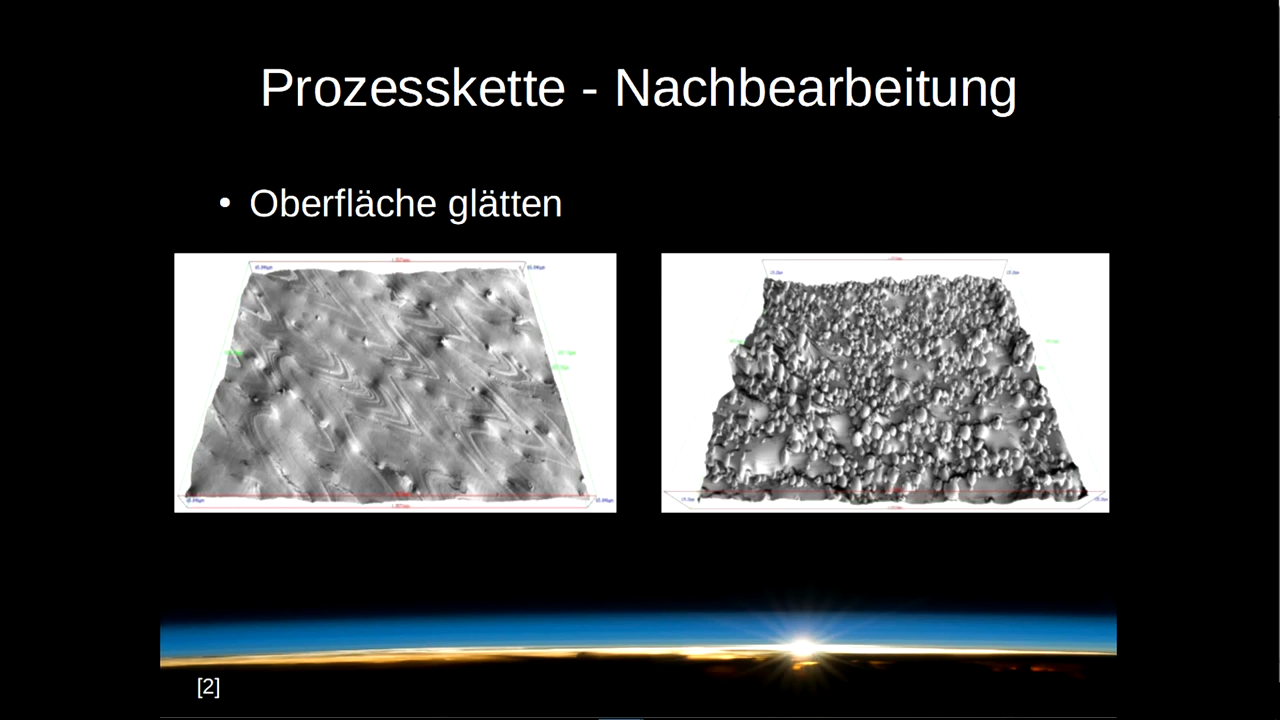 Prozesskette - Nachbearbeitung
• Oberfläche glätten
[2]